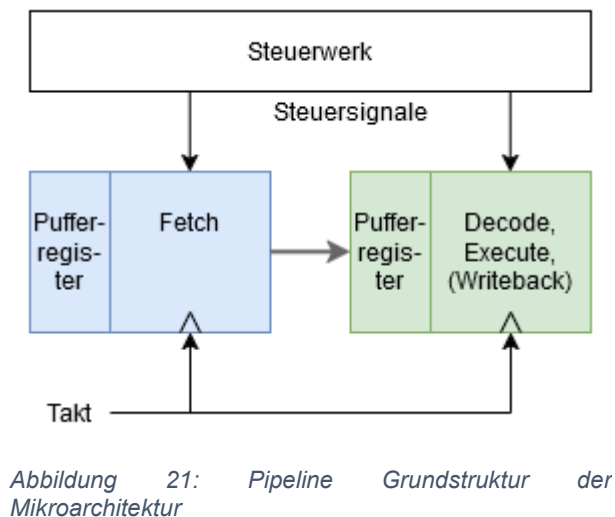 Steuerwerk
Steuersignale
Puffer-
regis-
ter
Fetch
Puffer-
regis-
ter
Decode,
Execute,
(Writeback)
Takt
Abbildung 21: Pipeline Grundstruktur der
Mikroarchitektur